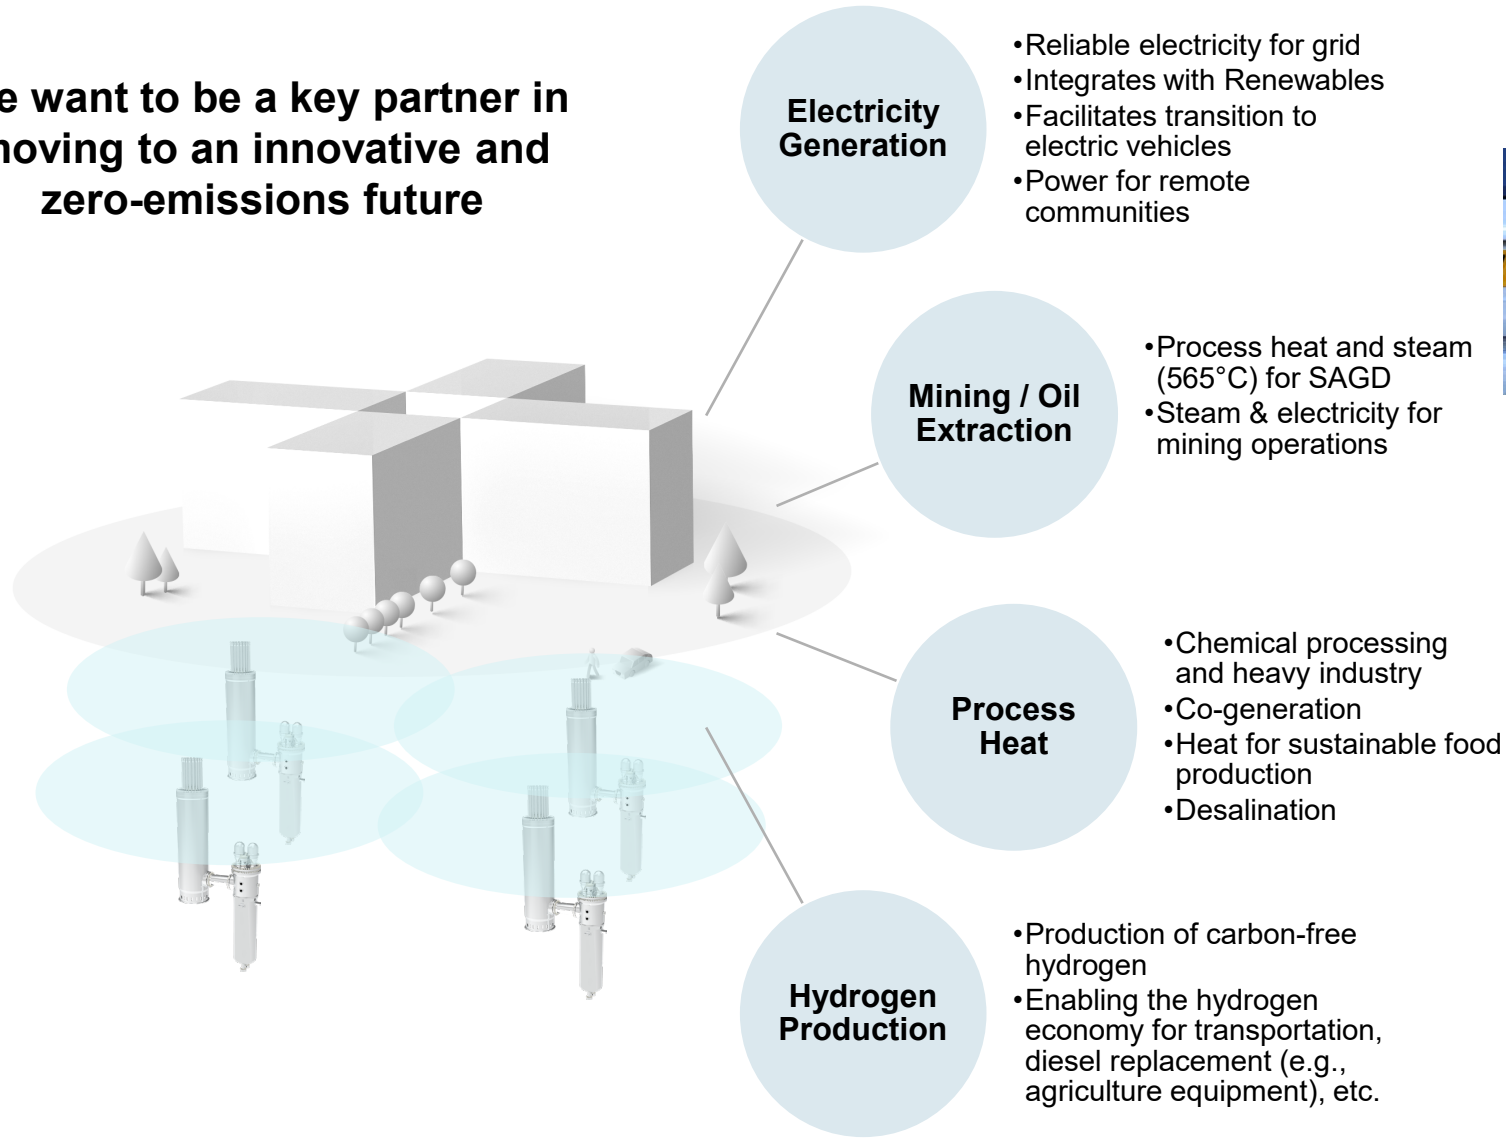 e want to be a key partner in
moving to an innovative and
zero-emissions future
Electricity
Generation
•Reliable electricity for grid
•Integrates with Renewables
•Facilitates transition to
electric vehicles
•Power for remote
communities
Mining / Oil
Extraction
•Process heat and steam
(565°C) for SAGD
•Steam & electricity for
mining operations
Process
Heat
•Chemical processing
and heavy industry
•Co-generation
•Heat for sustainable food
production
•Desalination
Hydrogen
Production
•Production of carbon-free
hydrogen
•Enabling the hydrogen
economy for transportation,
diesel replacement (e.g.,
agriculture equipment), etc.